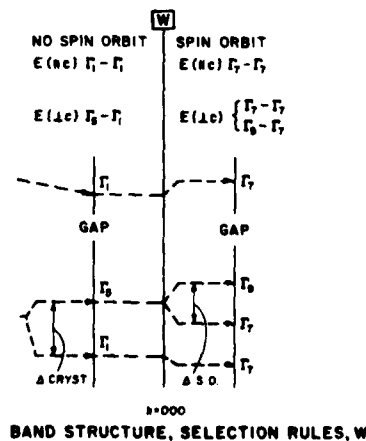 W
NO SPIN ORBIT SPIN ORBIT
E(∥c) Γ₁-Γ₁ E(∥c) Γ₇-Γ₇
E(⊥c) Γ₅-Γ₁ E(⊥c) { Γ₇-Γ₇
Γ₉-Γ₇
Γ₁ Γ₇
GAP GAP
Γ₅ Γ₉
Γ₇
Γ₁ Γ₇
Δ CRYST Δ S.O.
k=000
BAND STRUCTURE, SELECTION RULES, W